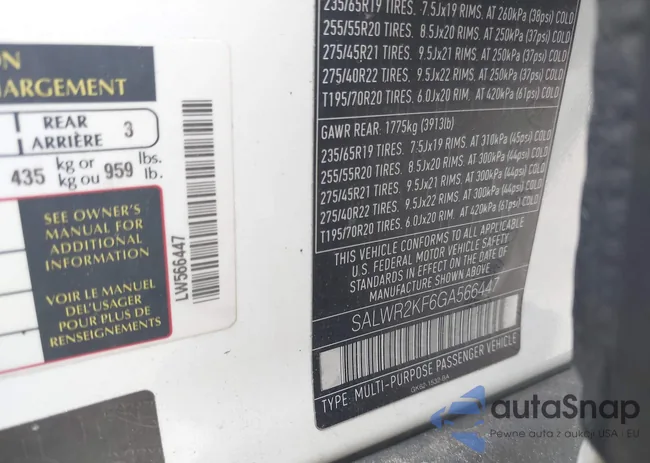 ON
HARGEMENT
REAR
ARRIÈRE 3
435 kg or
kg ou 959 lbs.
lb.
SEE OWNER'S
MANUAL FOR
ADDITIONAL
INFORMATION
VOIR LE MANUEL
DEL'USAGER
POUR PLUS DE
RENSEIGNEMENTS
LW566447
235/65R19 TIRES. 7.5Jx19 RIMS. AT 260kPa (38psi) COLD
255/55R20 TIRES. 8.5Jx20 RIMS. AT 250kPa (37psi) COLD
275/45R21 TIRES. 9.5Jx21 RIMS. AT 250kPa (37psi) COLD
275/40R22 TIRES. 9.5Jx22 RIMS. AT 250kPa (37psi) COLD
T195/70R20 TIRES. 6.0Jx20 RIM. AT 420kPa (61psi) COLD
GAWR REAR: 1775kg (3913lb)
235/65R19 TIRES. 7.5Jx19 RIMS. AT 310kPa (45psi) COLD
255/55R20 TIRES. 8.5Jx20 RIMS. AT 300kPa (44psi) COLD
275/45R21 TIRES. 9.5Jx21 RIMS. AT 300kPa (44psi) COLD
275/40R22 TIRES. 9.5Jx22 RIMS. AT 300kPa (44psi) COLD
T195/70R20 TIRES. 6.0Jx20 RIM. AT 420kPa (61psi) COLD
THIS VEHICLE CONFORMS TO ALL APPLICABLE
U.S. FEDERAL MOTOR VEHICLE SAFETY
STANDARDS IN EFFECT ON THE DATE OF
MANUFACTURE SHOWN ABOVE.
SALWR2KF6GA566447
TYPE: MULTI-PURPOSE PASSENGER VEHICLE
autaSnap
Pewne auta z aukcji USA i EU